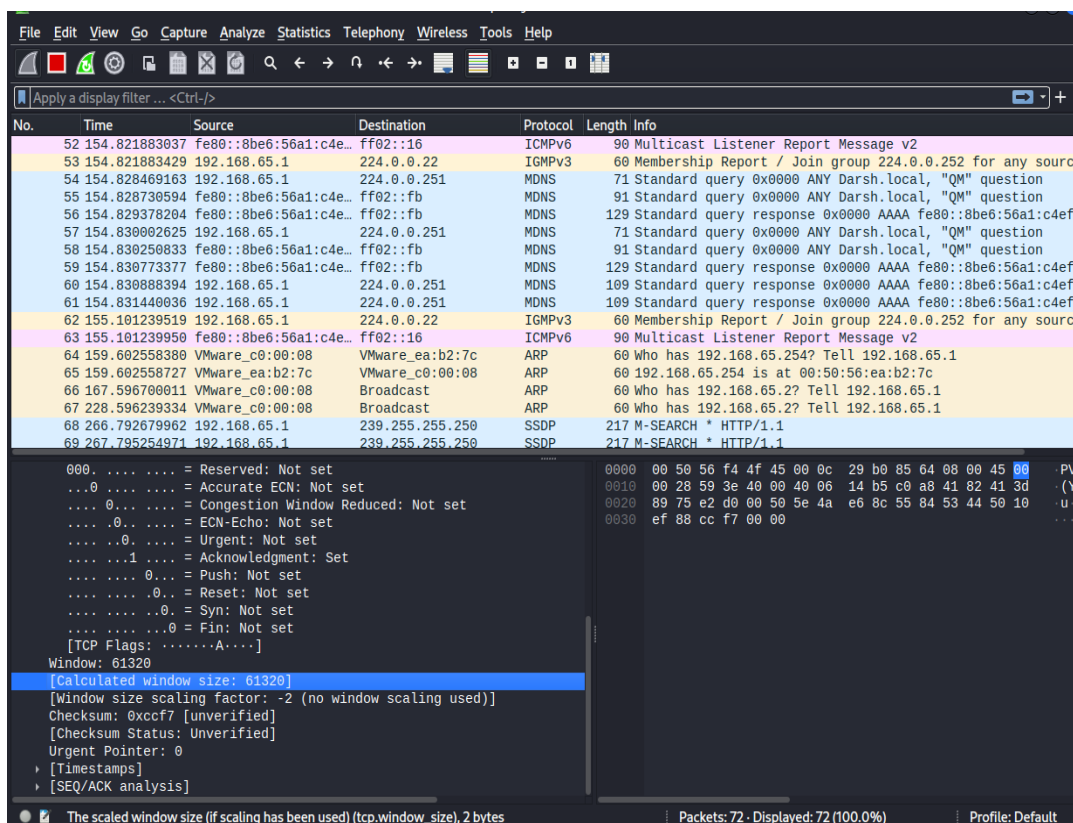 File Edit View Go Capture Analyze Statistics Telephony Wireless Tools Help
Apply a display filter ... <Ctrl-/>
No. Time Source Destination Protocol Length Info
52 154.821883037 fe80::8be6:56a1:c4e… ff02::16 ICMPv6 90 Multicast Listener Report Message v2
53 154.821883429 192.168.65.1 224.0.0.22 IGMPv3 60 Membership Report / Join group 224.0.0.252 for any sourc
54 154.828469163 192.168.65.1 224.0.0.251 MDNS 71 Standard query 0x0000 ANY Darsh.local, "QM" question
55 154.828730594 fe80::8be6:56a1:c4e… ff02::fb MDNS 91 Standard query 0x0000 ANY Darsh.local, "QM" question
56 154.829378204 fe80::8be6:56a1:c4e… ff02::fb MDNS 129 Standard query response 0x0000 AAAA fe80::8be6:56a1:c4ef
57 154.830002625 192.168.65.1 224.0.0.251 MDNS 71 Standard query 0x0000 ANY Darsh.local, "QM" question
58 154.830250833 fe80::8be6:56a1:c4e… ff02::fb MDNS 91 Standard query 0x0000 ANY Darsh.local, "QM" question
59 154.830773377 fe80::8be6:56a1:c4e… ff02::fb MDNS 129 Standard query response 0x0000 AAAA fe80::8be6:56a1:c4ef
60 154.830888394 192.168.65.1 224.0.0.251 MDNS 109 Standard query response 0x0000 AAAA fe80::8be6:56a1:c4ef
61 154.831440036 192.168.65.1 224.0.0.251 MDNS 109 Standard query response 0x0000 AAAA fe80::8be6:56a1:c4ef
62 155.101239519 192.168.65.1 224.0.0.22 IGMPv3 60 Membership Report / Join group 224.0.0.252 for any sourc
63 155.101239950 fe80::8be6:56a1:c4e… ff02::16 ICMPv6 90 Multicast Listener Report Message v2
64 159.602558380 VMware_c0:00:08 VMware_ea:b2:7c ARP 60 Who has 192.168.65.254? Tell 192.168.65.1
65 159.602558727 VMware_ea:b2:7c VMware_c0:00:08 ARP 60 192.168.65.254 is at 00:50:56:ea:b2:7c
66 167.596700011 VMware_c0:00:08 Broadcast ARP 60 Who has 192.168.65.2? Tell 192.168.65.1
67 228.596239334 VMware_c0:00:08 Broadcast ARP 60 Who has 192.168.65.2? Tell 192.168.65.1
68 266.792679962 192.168.65.1 239.255.255.250 SSDP 217 M-SEARCH * HTTP/1.1
69 267.795254971 192.168.65.1 239.255.255.250 SSDP 217 M-SEARCH * HTTP/1.1
000. .... .... = Reserved: Not set
...0 .... .... = Accurate ECN: Not set
.... 0... .... = Congestion Window Reduced: Not set
.... .0.. .... = ECN-Echo: Not set
.... ..0. .... = Urgent: Not set
.... ...1 .... = Acknowledgment: Set
.... .... 0... = Push: Not set
.... .... .0.. = Reset: Not set
.... .... ..0. = Syn: Not set
.... .... ...0 = Fin: Not set
[TCP Flags: ·······A····]
Window: 61320
[Calculated window size: 61320]
[Window size scaling factor: -2 (no window scaling used)]
Checksum: 0xccf7 [unverified]
[Checksum Status: Unverified]
Urgent Pointer: 0
[Timestamps]
[SEQ/ACK analysis]
0000 00 50 56 f4 4f 45 00 0c 29 b0 85 64 08 00 45 00 ·PV
0010 00 28 59 3e 40 00 40 06 14 b5 c0 a8 41 82 41 3d ·(Y
0020 89 75 e2 d0 00 50 5e 4a e6 8c 55 84 53 44 50 10 ·u·
0030 ef 88 cc f7 00 00 ···
The scaled window size (if scaling has been used) (tcp.window_size), 2 bytes Packets: 72 · Displayed: 72 (100.0%) Profile: Default